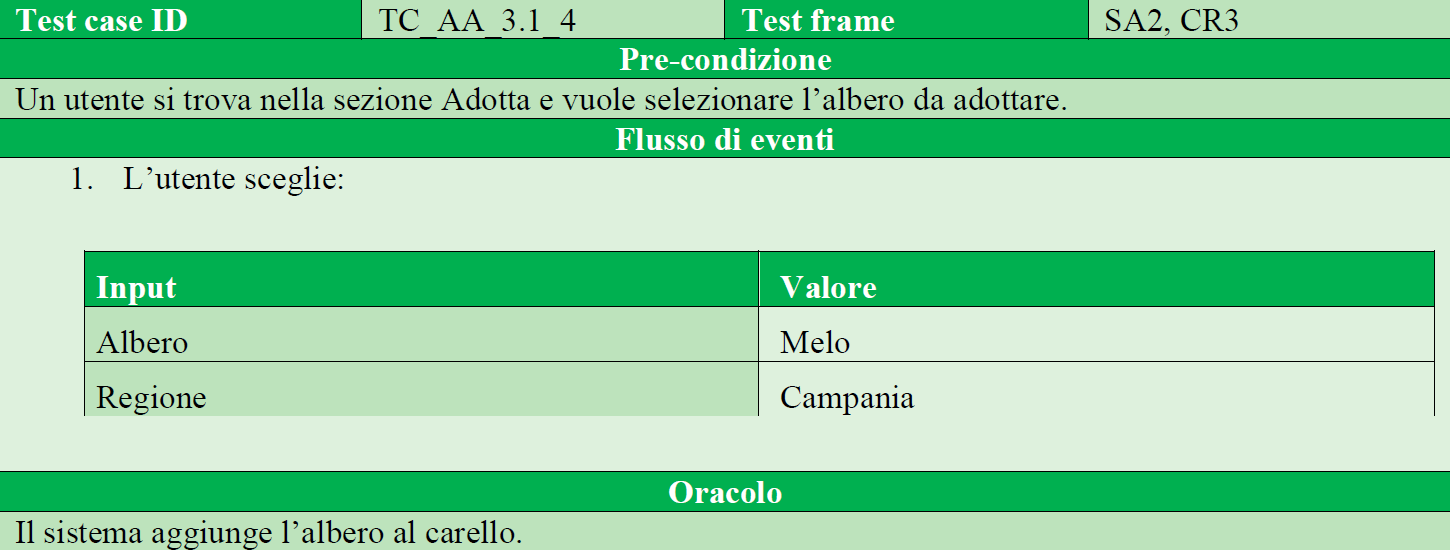 Test case ID TC_AA_3.1_4 Test frame SA2, CR3
Pre-condizione
Un utente si trova nella sezione Adotta e vuole selezionare l’albero da adottare.
Flusso di eventi
1. L’utente sceglie:
Input Valore
Albero Melo
Regione Campania
Oracolo
Il sistema aggiunge l’albero al carello.